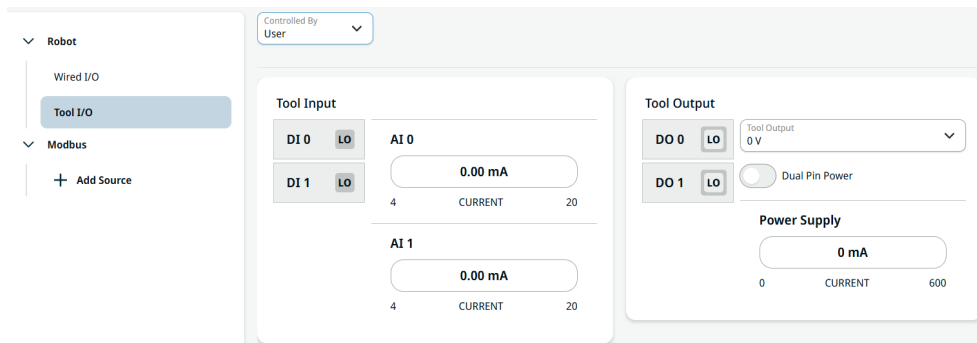 Robot
Wired I/O
Tool I/O
Modbus
Add Source
Controlled By
User
Tool Input
DI 0 LO
DI 1 LO
AI 0
0.00 mA
4 CURRENT 20
AI 1
0.00 mA
4 CURRENT 20
Tool Output
DO 0 LO
DO 1 LO
Tool Output
0 V
Dual Pin Power
Power Supply
0 mA
0 CURRENT 600